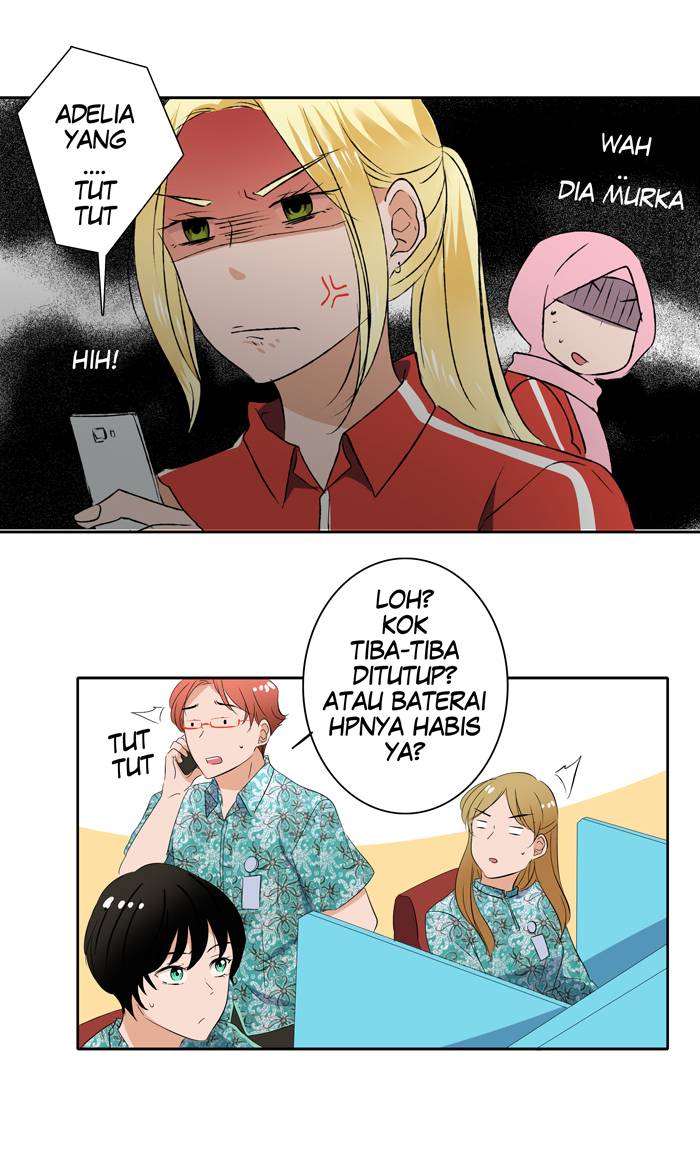 ADELIA
YANG
....
TUT
TUT
WAH
..
DIA MURKA
HIH!
LOH?
KOK
TIBA-TIBA
DITUTUP?
ATAU BATERAI
HPNYA HABIS
YA?
TUT
TUT